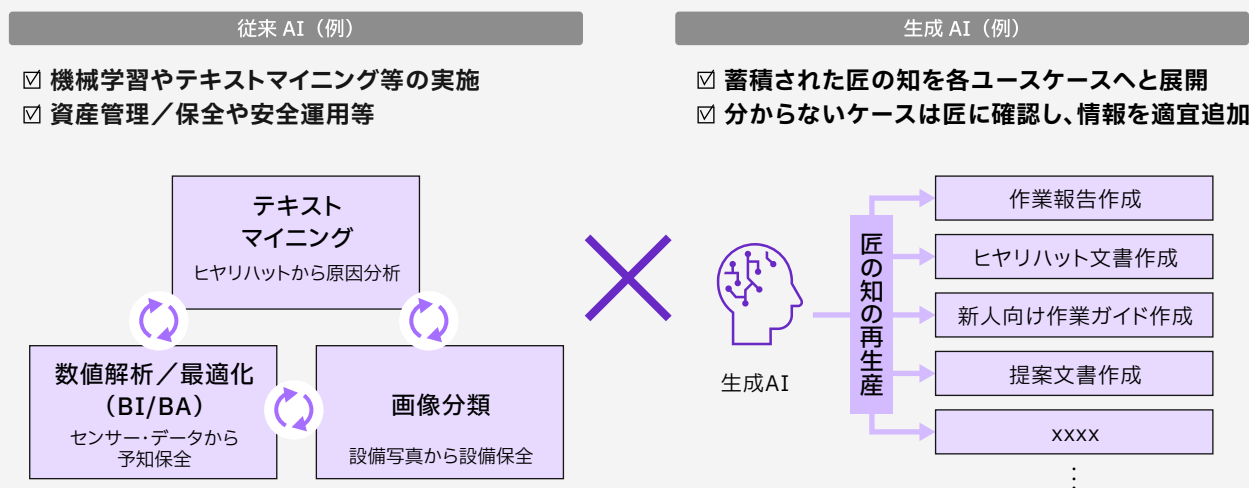 従来 AI（例）
☑ 機械学習やテキストマイニング等の実施
☑ 資産管理／保全や安全運用等
テキスト
マイニング
ヒヤリハットから原因分析
数値解析／最適化
（BI/BA）
センサー・データから
予知保全
画像分類
設備写真から設備保全
生成 AI（例）
☑ 蓄積された匠の知を各ユースケースへと展開
☑ 分からないケースは匠に確認し、情報を適宜追加
生成AI
匠の知の再生産
作業報告作成
ヒヤリハット文書作成
新人向け作業ガイド作成
提案文書作成
xxxx
⋮